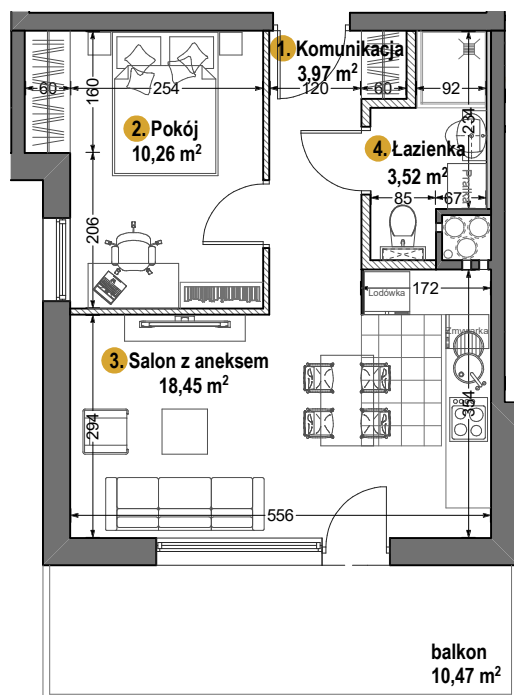 1. Komunikacja
3,97 m²
60
254
120
60
92
160
2. Pokój
10,26 m²
234
4. Łazienka
3,52 m²
Pralka
85
67
206
172
Lodówka
3. Salon z aneksem
18,45 m²
Zmywarka
294
354
556
balkon
10,47 m²